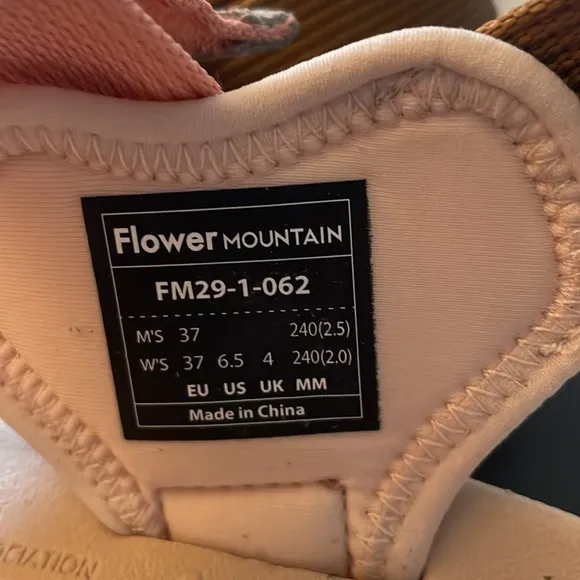 Flower MOUNTAIN
FM29-1-062
M'S 37 240(2.5)
W'S 37 6.5 4 240(2.0)
EU US UK MM
Made in China